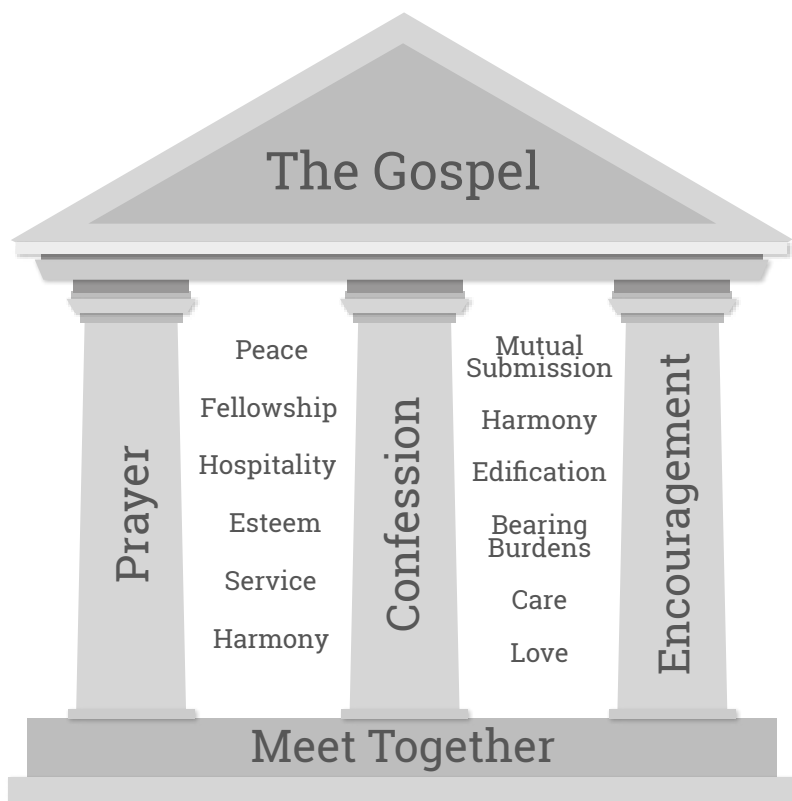 The Gospel
Prayer
Peace
Fellowship
Hospitality
Esteem
Service
Harmony
Confession
Mutual
Submission
Harmony
Edification
Bearing
Burdens
Care
Love
Encouragement
Meet Together